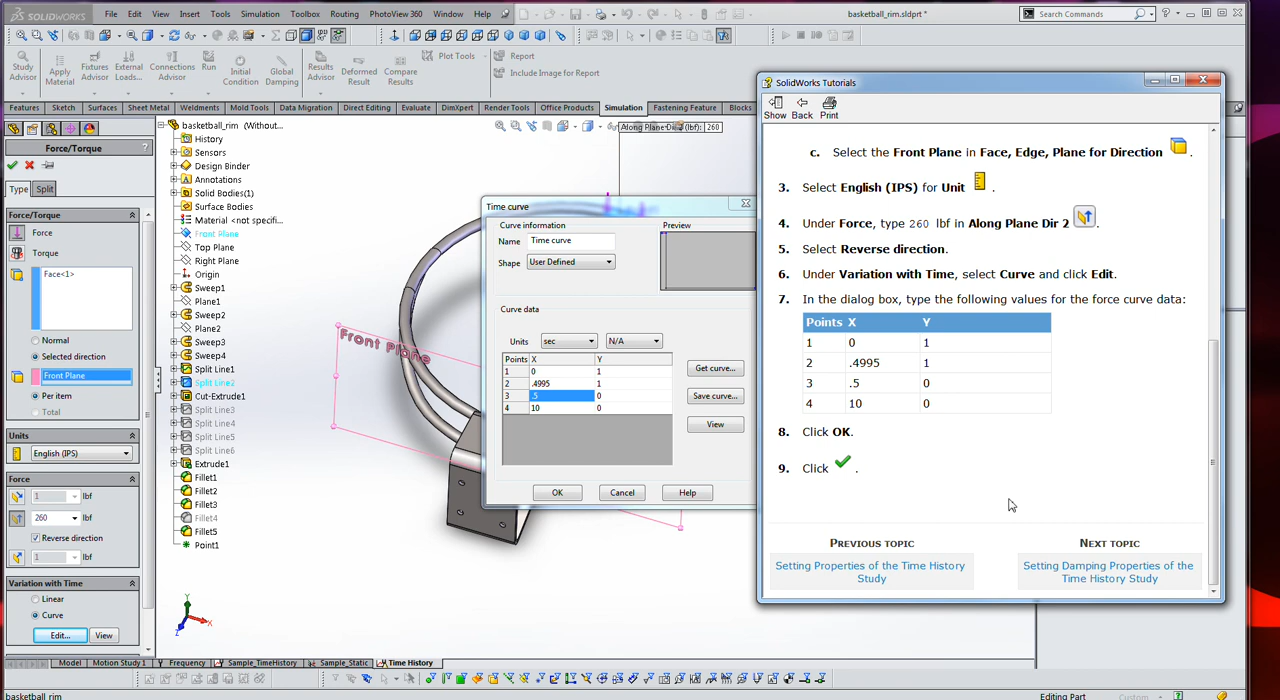 SOLIDWORKS File Edit View Insert Tools Simulation Toolbox Routing PhotoView 360 Window Help basketball_rim.sldprt * Search Commands
Study Advisor
Apply Material
Fixtures Advisor
External Loads...
Connections Advisor
Run
Initial Condition
Global Damping
Results Advisor
Deformed Result
Compare Results
Plot Tools
Report
Include Image for Report
Features Sketch Surfaces Sheet Metal Weldments Mold Tools Data Migration Direct Editing Evaluate DimXpert Render Tools Office Products Simulation Fastening Feature Blocks
Force/Torque ?
Type Split
Force/Torque
Force
Torque
Face<1>
Normal
Selected direction
Front Plane
Per item
Total
Units
English (IPS)
Force
1 lbf
260 lbf
Reverse direction
1 lbf
Variation with Time
Linear
Curve
Edit... View
basketball_rim (Without...
History
Sensors
Design Binder
Annotations
Solid Bodies(1)
Surface Bodies
Material <not specifi...
Front Plane
Top Plane
Right Plane
Origin
Sweep1
Plane1
Sweep2
Plane2
Sweep3
Sweep4
Split Line1
Split Line2
Cut-Extrude1
Split Line3
Split Line4
Split Line5
Split Line6
Extrude1
Fillet1
Fillet2
Fillet3
Fillet4
Fillet5
Point1
260
Front Plane
Time curve
Curve information
Name Time curve
Shape User Defined
Preview
Curve data
Units sec N/A
Points X Y
1 0 1
2 .4995 1
3 .5 0
4 10 0
Get curve...
Save curve...
View
OK Cancel Help
SolidWorks Tutorials
Show Back Print
c. Select the Front Plane in Face, Edge, Plane for Direction .
3. Select English (IPS) for Unit .
4. Under Force, type 260 lbf in Along Plane Dir 2 .
5. Select Reverse direction.
6. Under Variation with Time, select Curve and click Edit.
7. In the dialog box, type the following values for the force curve data:
Points X Y
1 0 1
2 .4995 1
3 .5 0
4 10 0
8. Click OK.
9. Click .
PREVIOUS TOPIC
Setting Properties of the Time History
Study
NEXT TOPIC
Setting Damping Properties of the
Time History Study
Y
X
Z
Model Motion Study 1 Frequency Sample_TimeHistory Sample_Static Time History
basketball_rim Editing Part Custom